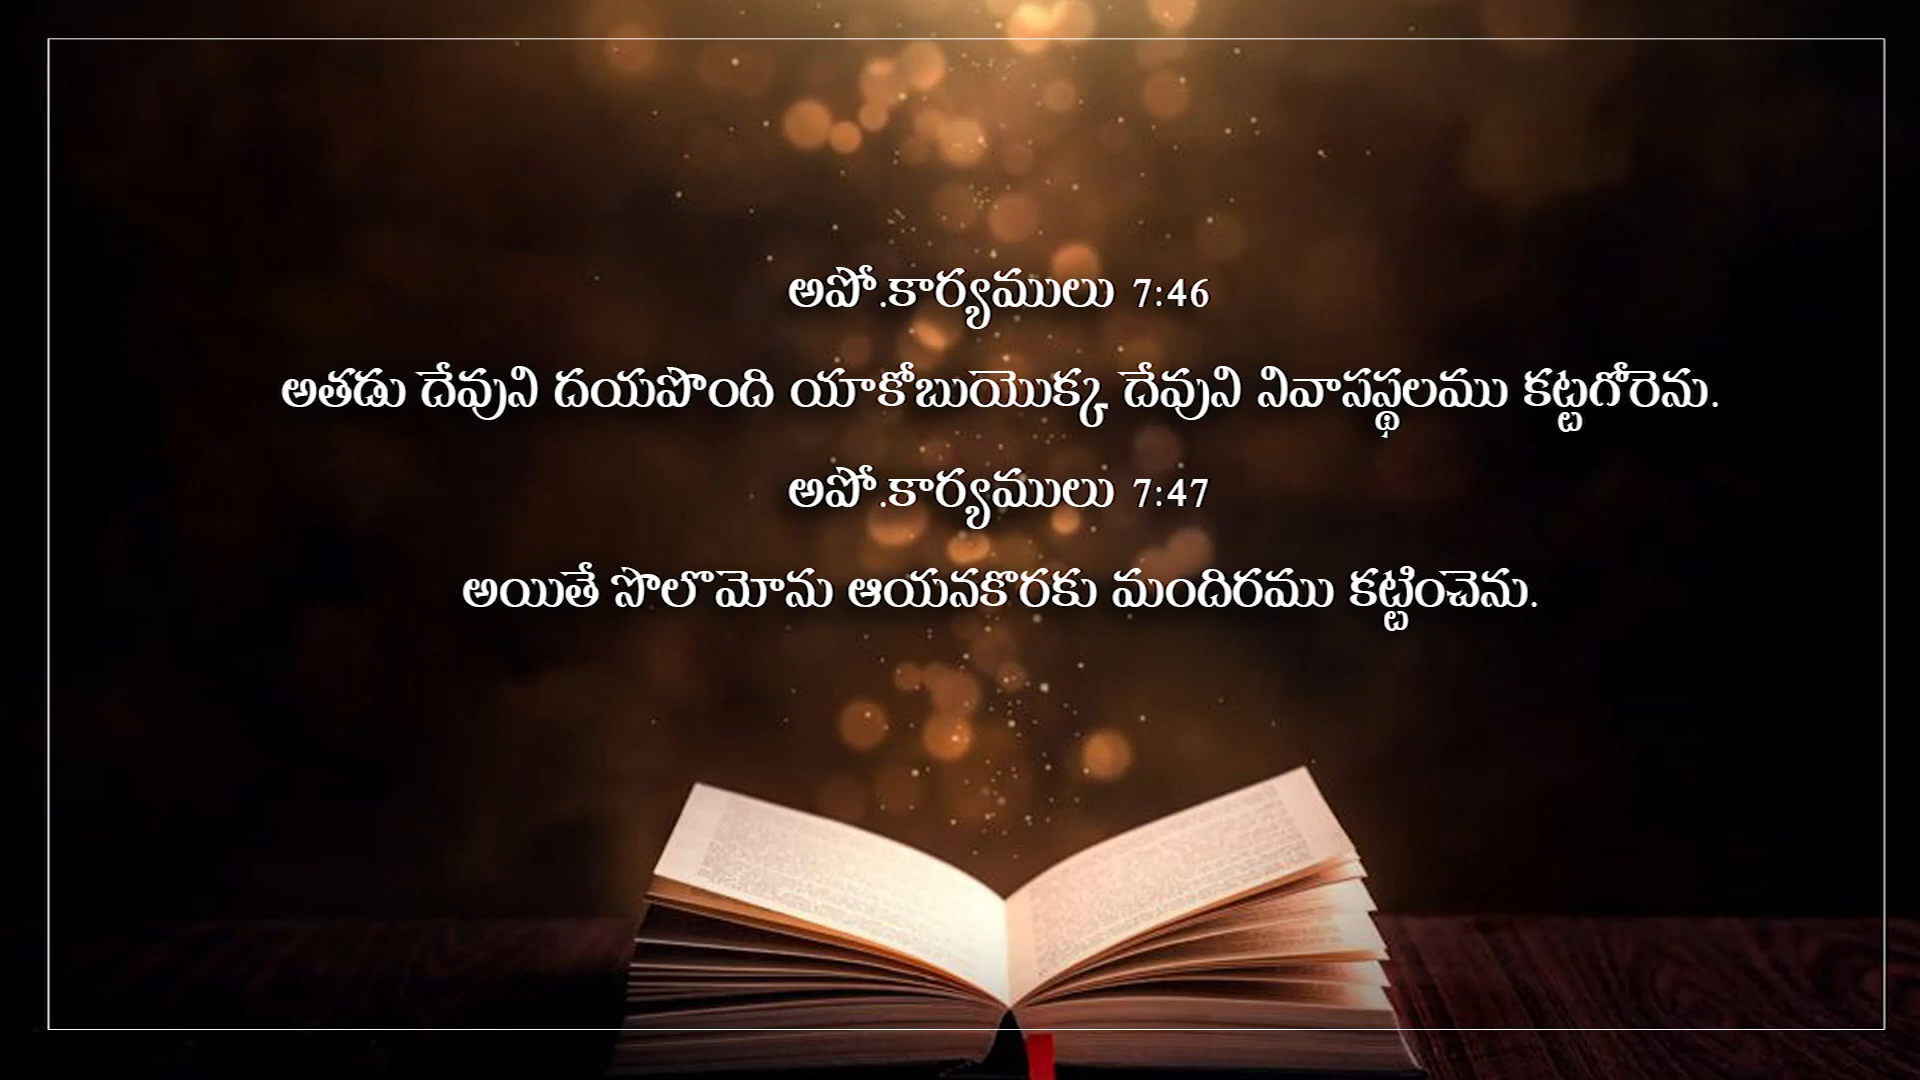 అపో.కార్యములు 7:46
అతడు దేవుని దయపొంది యాకోబుయొక్క దేవుని నివాసస్థలము కట్టగోరెను.
అపో.కార్యములు 7:47
అయితే సొలొమోను ఆయనకొరకు మందిరము కట్టించెను.